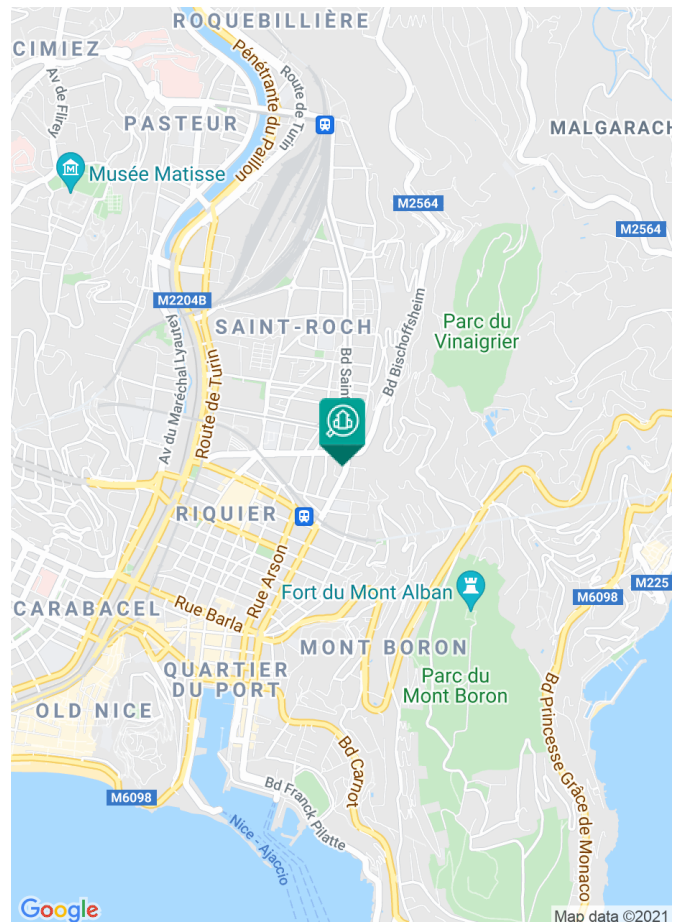 ROQUEBILLIÈRE
CIMIEZ
Pénétrante du Paillon
Route de Turin
Av de Flirey
PASTEUR
MALGARACH
Musée Matisse
M2564
M2564
M2204B
SAINT-ROCH
Parc du
Vinaigrier
Bd Bischoffsheim
Bd Saint
Av du Maréchal Lyautey
Route de Turin
RIQUIER
Rue Arson
Fort du Mont Alban
M225
M6098
CARABACEL
Rue Barla
MONT BORON
QUARTIER
DU PORT
Parc du
Mont Boron
OLD NICE
Bd Princesse Grâce de Monaco
Bd Carnot
M6098
Bd Franck Pilatte
Nice - Ajaccio
Google
Map data ©2021